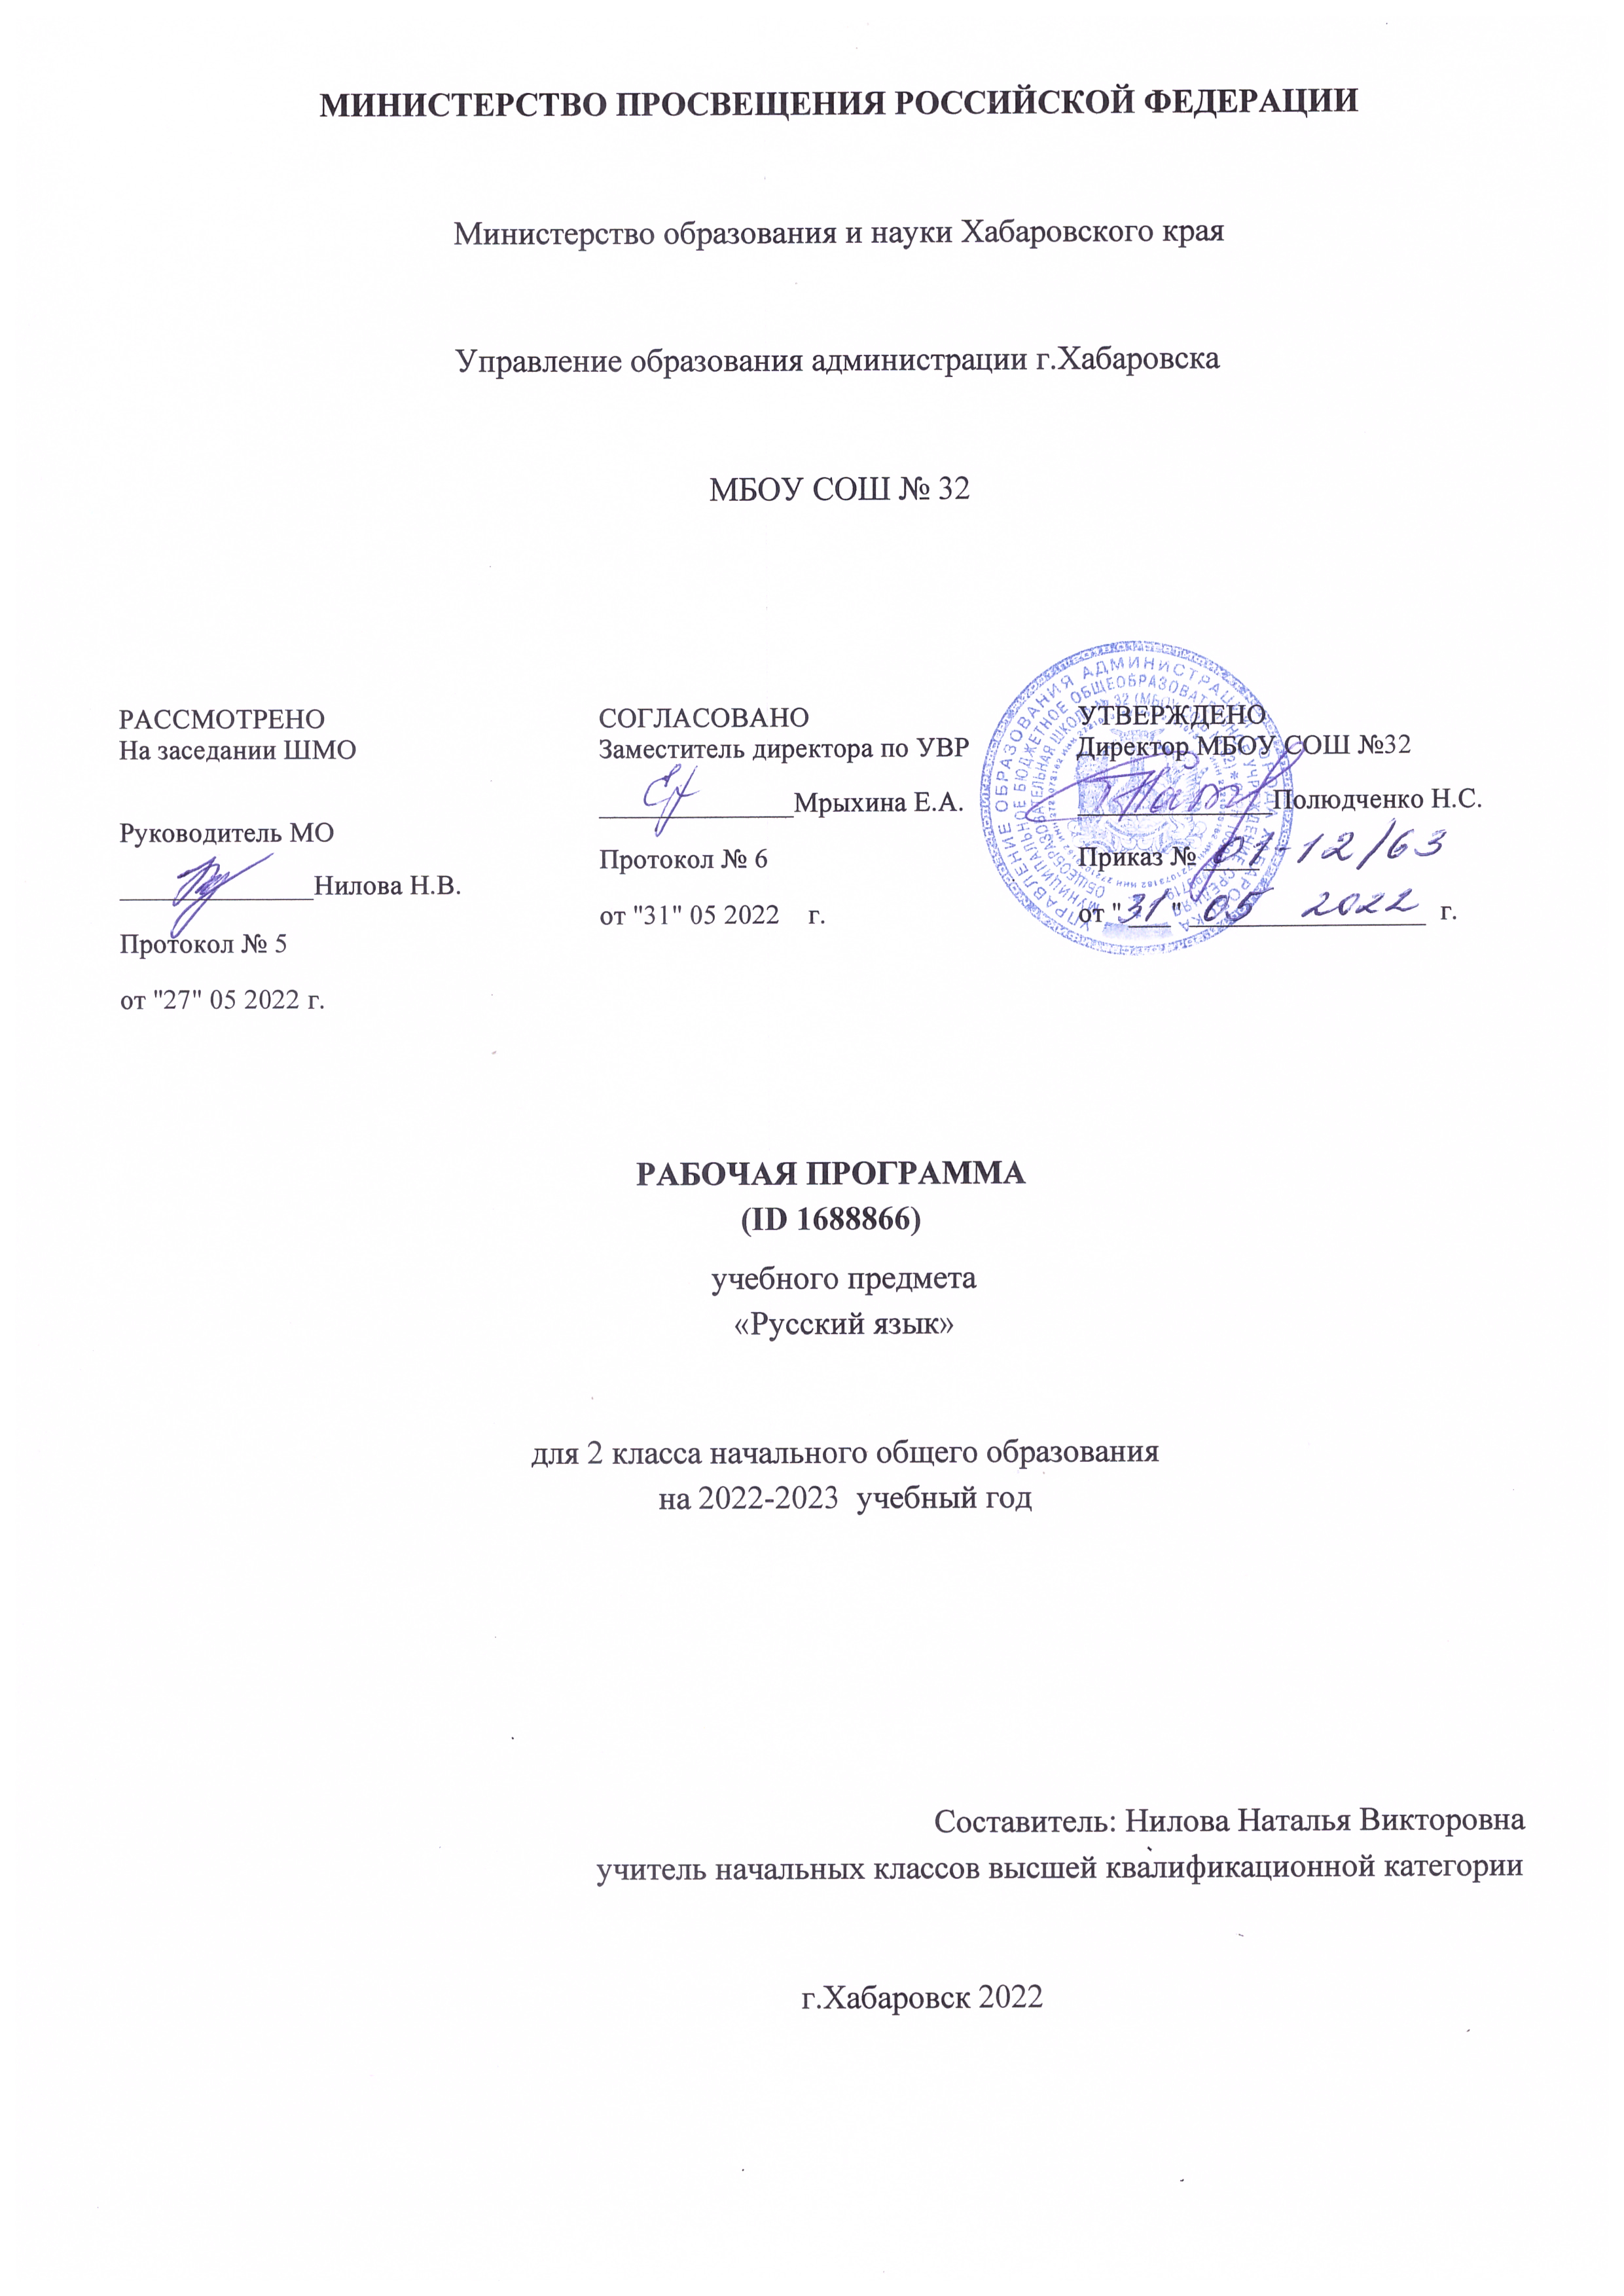 МИНИСТЕРСТВО ПРОСВЕЩЕНИЯ РОССИЙСКОЙ ФЕДЕРАЦИИ
Министерство образования и науки Хабаровского края
Управление образования администрации г.Хабаровска
МБОУ СОШ № 32
РАССМОТРЕНО
На заседании ШМО
Руководитель МО
Нилова Н.В.
Протокол № 5
от "27" 05 2022 г.
СОГЛАСОВАНО
Заместитель директора по УВР
Мрыхина Е.А.
Протокол № 6
от "31" 05 2022 г.
УТВЕРЖДЕНО
Директор МБОУ СОШ №32
Полюдченко Н.С.
Приказ № 01-12/63
от "31" 05 2022 г.
РАБОЧАЯ ПРОГРАММА
(ID 1688866)
учебного предмета
«Русский язык»
для 2 класса начального общего образования
на 2022-2023 учебный год
Составитель: Нилова Наталья Викторовна
учитель начальных классов высшей квалификационной категории
г.Хабаровск 2022